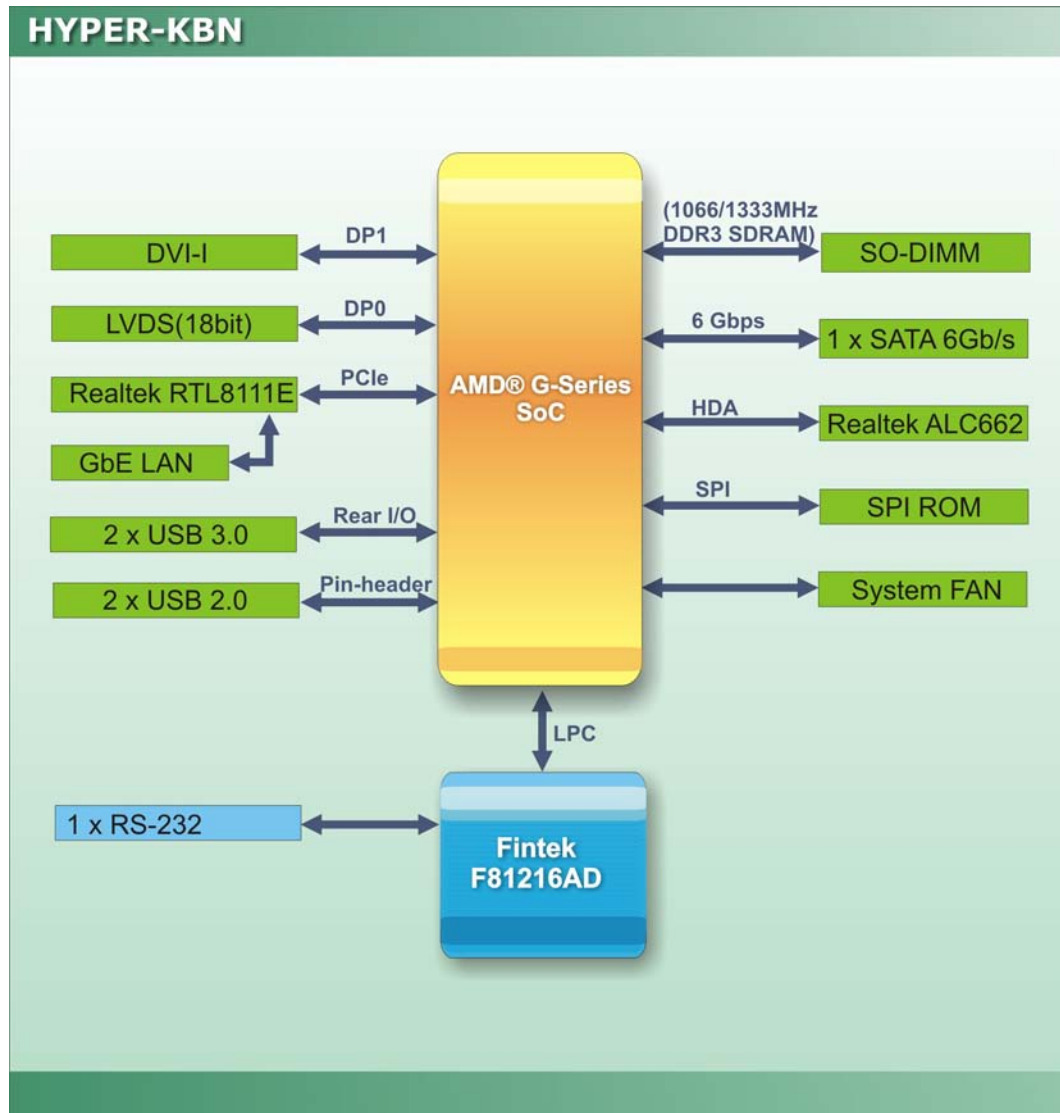 HYPER-KBN
(1066/1333MHz
DDR3 SDRAM)
DVI-I
DP1
SO-DIMM
LVDS(18bit)
DP0
6 Gbps
1 x SATA 6Gb/s
Realtek RTL8111E
PCIe
AMD® G-Series
SoC
HDA
Realtek ALC662
GbE LAN
SPI
SPI ROM
2 x USB 3.0
Rear I/O
2 x USB 2.0
Pin-header
System FAN
LPC
1 x RS-232
Fintek
F81216AD